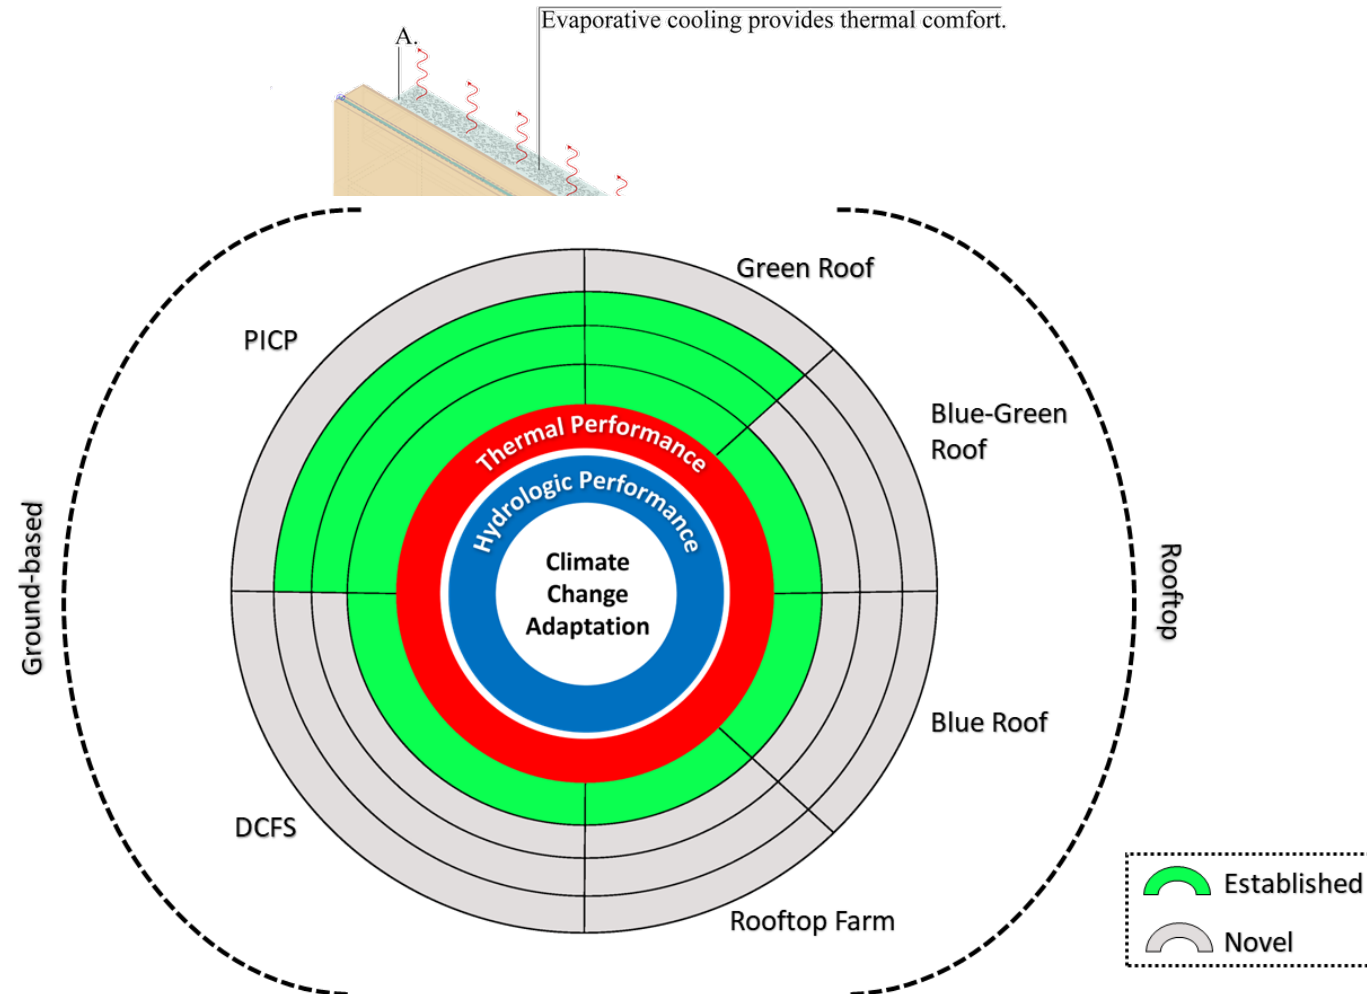 Evaporative cooling provides thermal comfort.
A.
Green Roof
PICP
Blue-Green
Roof
Thermal Performance
Hydrologic Performance
Climate
Change
Adaptation
Ground-based
Rooftop
Blue Roof
DCFS
Rooftop Farm
Established
Novel